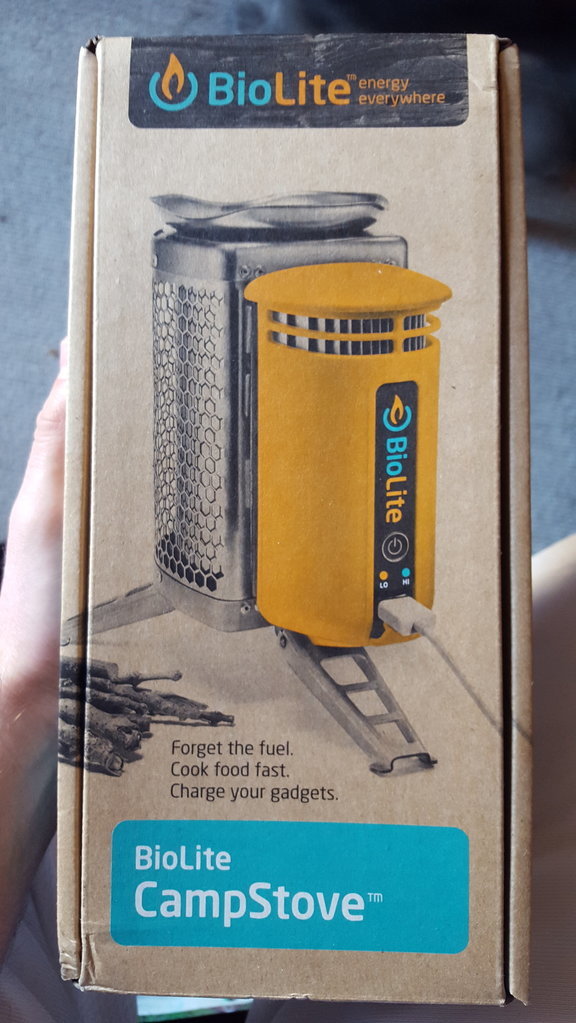 BioLite™ energy everywhere
BioLite
LO HI
Forget the fuel.
Cook food fast.
Charge your gadgets.
BioLite
CampStove™